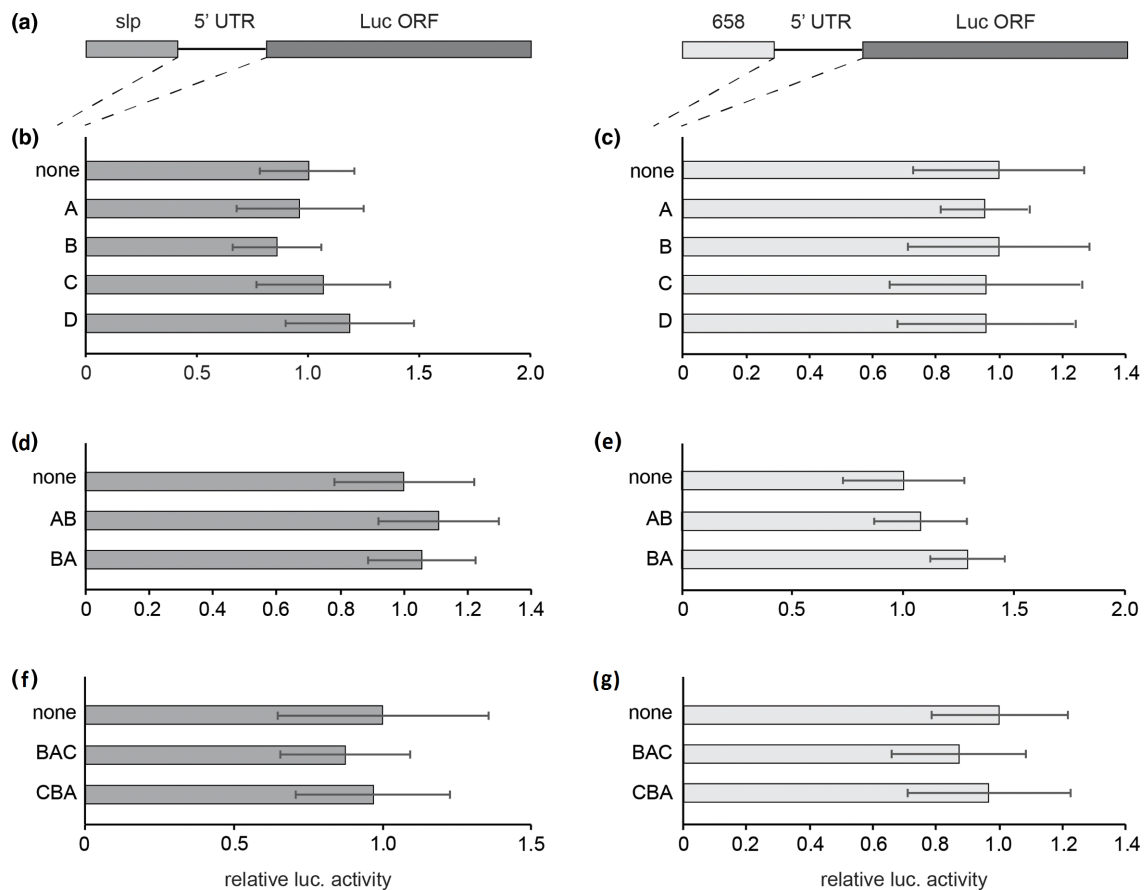 (a) slp 5' UTR Luc ORF 658 5' UTR Luc ORF
(b)
none
A
B
C
D
0 0.5 1.0 1.5 2.0
(c)
none
A
B
C
D
0 0.2 0.4 0.6 0.8 1.0 1.2 1.4
(d)
none
AB
BA
0 0.2 0.4 0.6 0.8 1.0 1.2 1.4
(e)
none
AB
BA
0 0.5 1.0 1.5 2.0
(f)
none
BAC
CBA
0 0.5 1.0 1.5
relative luc. activity
(g)
none
BAC
CBA
0 0.2 0.4 0.6 0.8 1.0 1.2 1.4
relative luc. activity